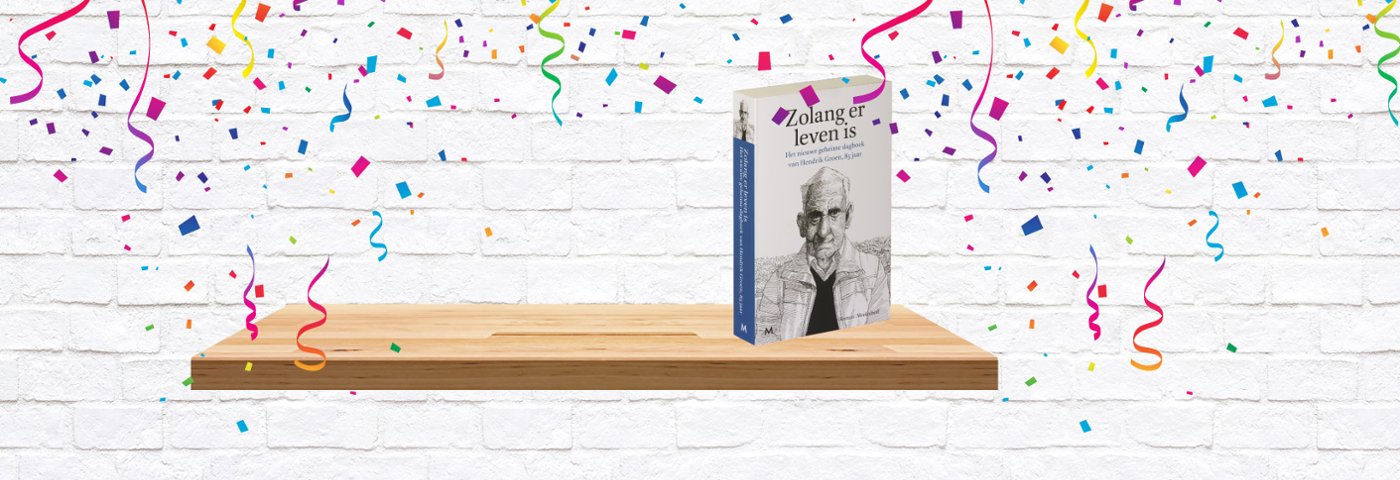 Zolang er
leven is
Het nieuwe geheime dagboek
van Hendrik Groen, 85 jaar
Roman | Meulenhoff
M
Zolang er leven is
Het nieuwe geheime dagboek van Hendrik Groen, 85 jaar
M